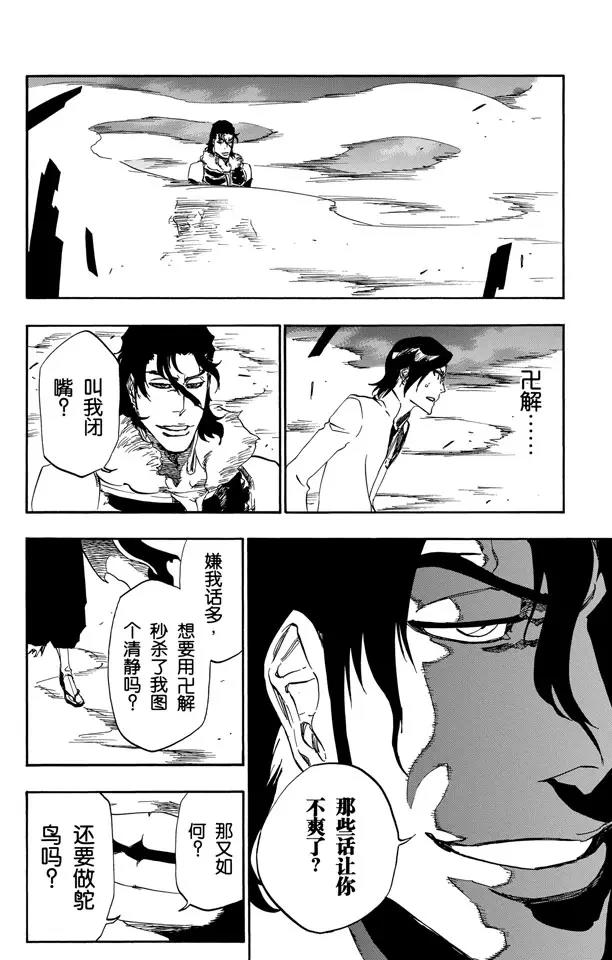 卍解……
叫我闭
嘴？
那些话让你
不爽了？
嫌我话多，
想要用卍解
秒杀了我图
个清静吗？
那又如
何？
还要做鸵
鸟吗？